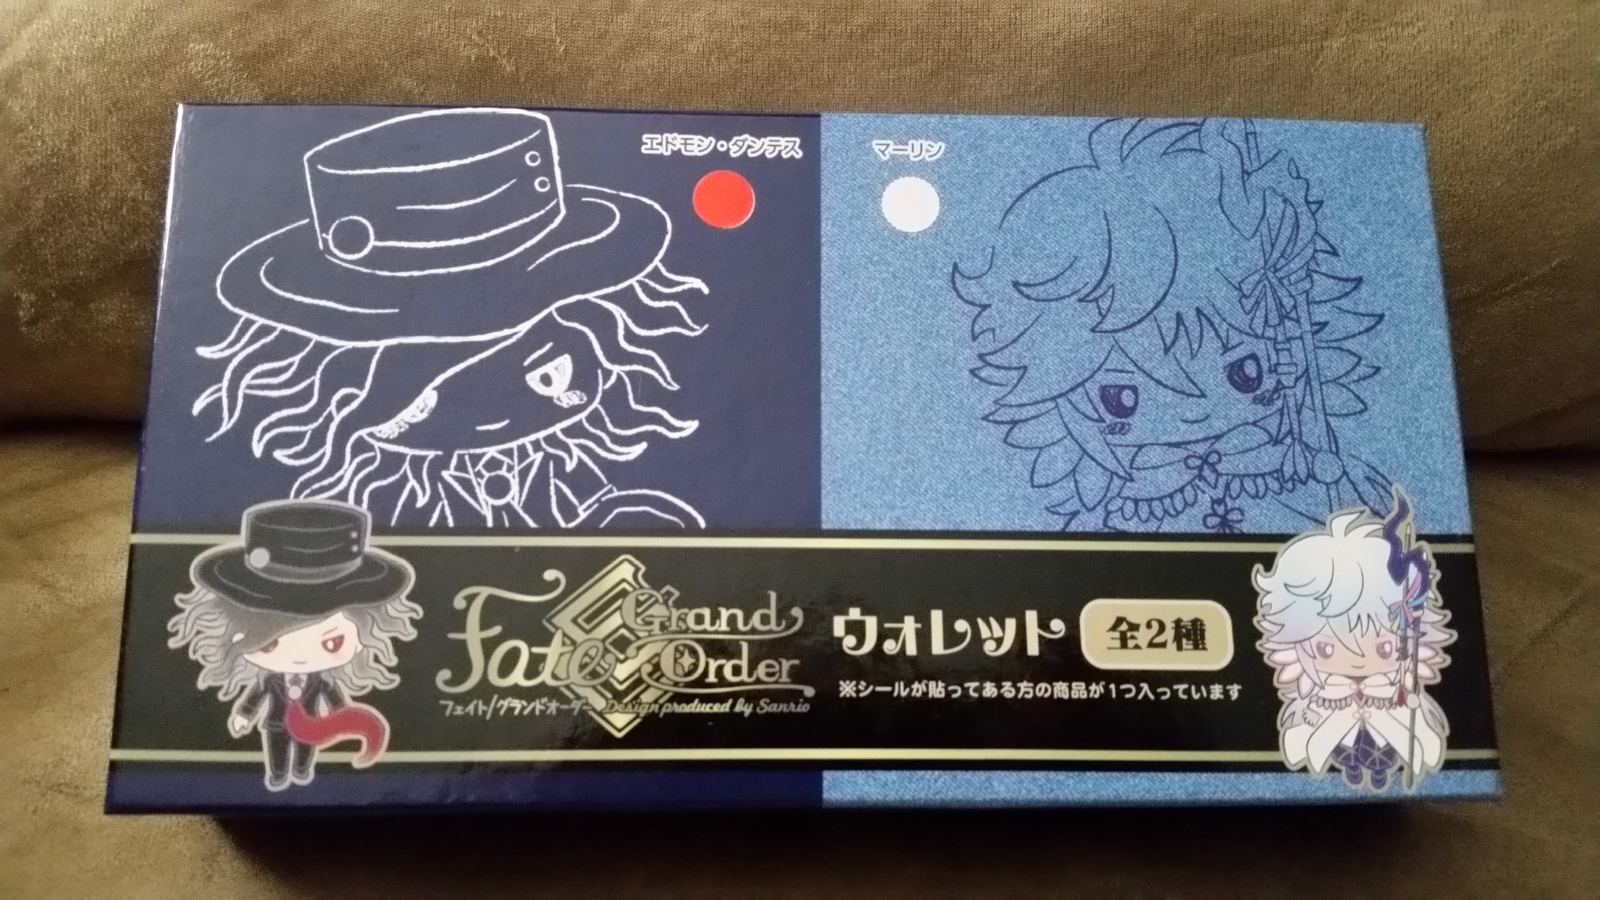 エドモン・ダンテス
マーリン
Fate Grand Order
フェイト/グランドオーダー Design produced by Sanrio
ウォレット 全2種
※シールが貼ってある方の商品が1つ入っています